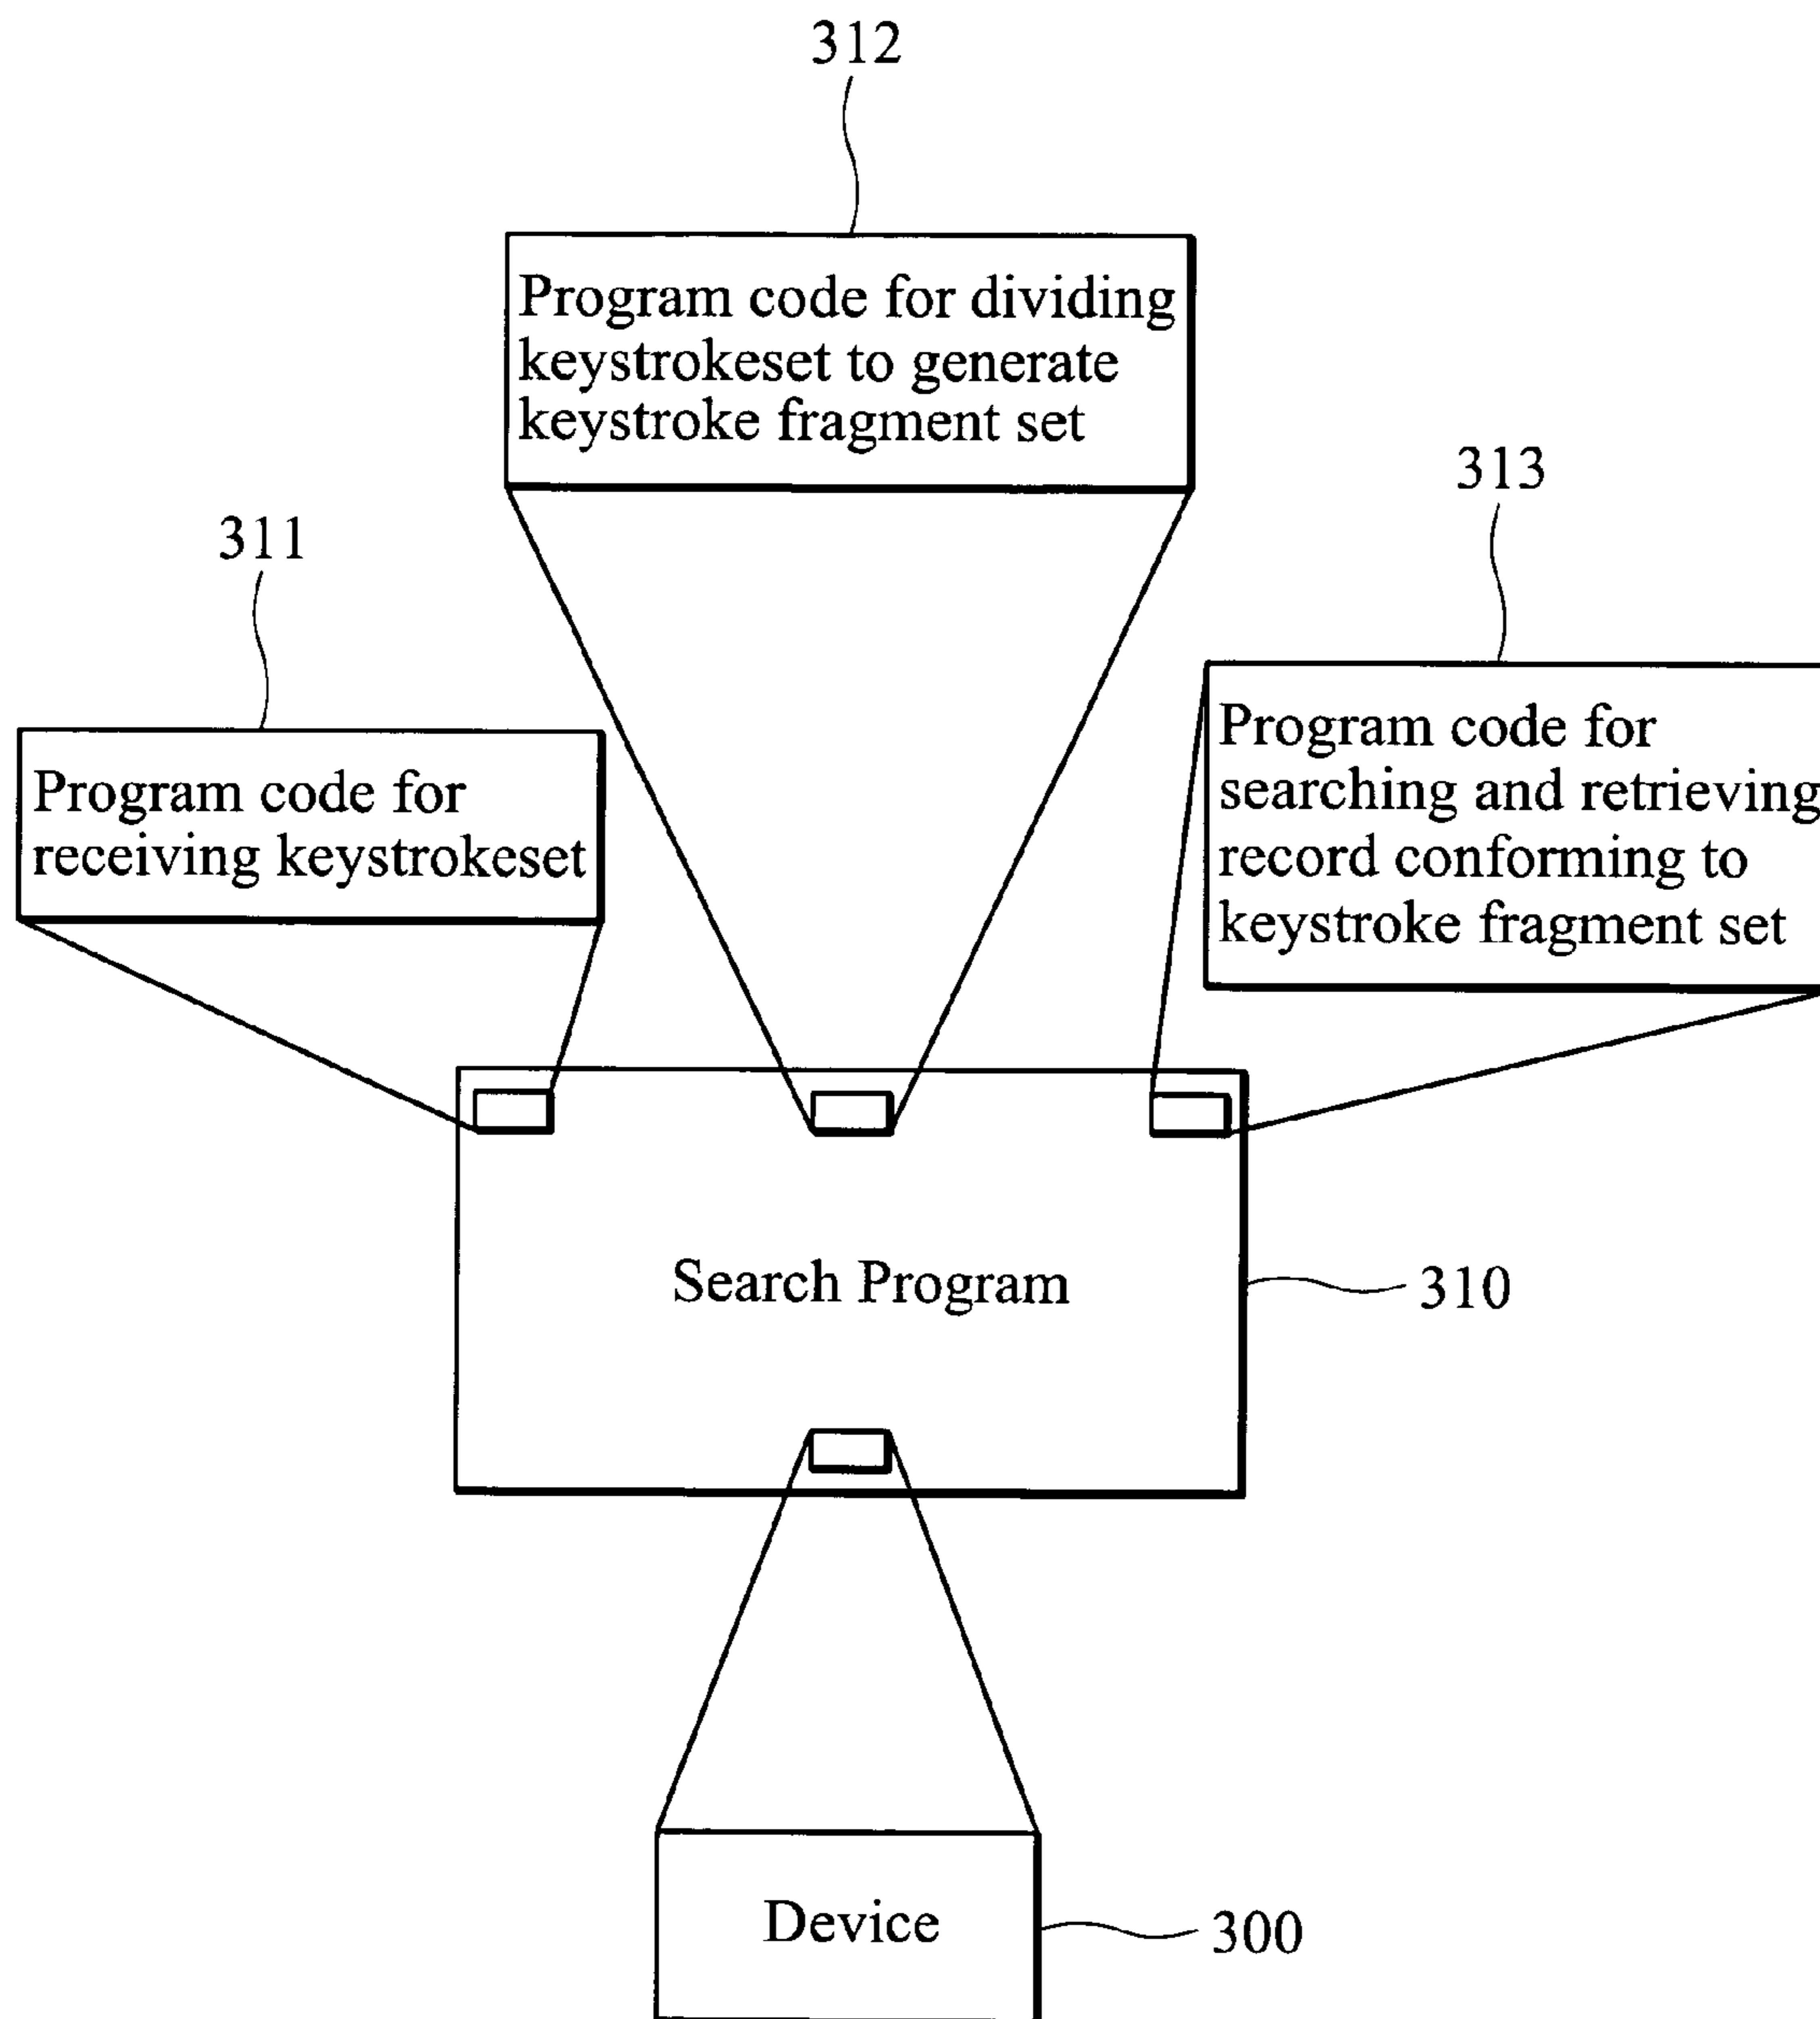 312
Program code for dividing
keystrokeset to generate
keystroke fragment set
313
311
Program code for
searching and retrieving
record conforming to
keystroke fragment set
Program code for
receiving keystrokeset
Search Program
310
Device
300